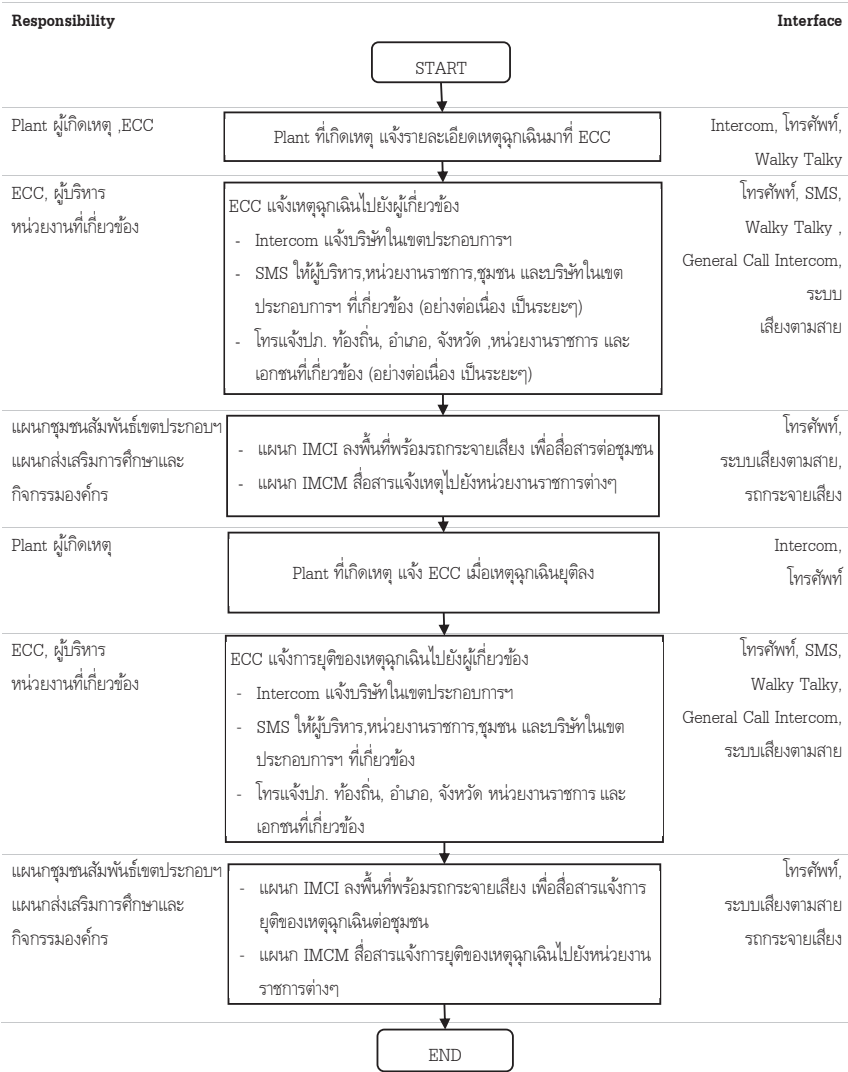 Responsibility
Interface
START
Plant ผู้เกิดเหตุ ,ECC
Plant ที่เกิดเหตุ แจ้งรายละเอียดเหตุฉุกเฉินมาที่ ECC
Intercom, โทรศัพท์,
Walky Talky
ECC, ผู้บริหาร
หน่วยงานที่เกี่ยวข้อง
ECC แจ้งเหตุฉุกเฉินไปยังผู้เกี่ยวข้อง
- Intercom แจ้งบริษัทในเขตประกอบการฯ
- SMS ให้ผู้บริหาร,หน่วยงานราชการ,ชุมชน และบริษัทในเขต
ประกอบการฯ ที่เกี่ยวข้อง (อย่างต่อเนื่อง เป็นระยะๆ)
- โทรแจ้งปภ. ท้องถิ่น, อำเภอ, จังหวัด ,หน่วยงานราชการ และ
เอกชนที่เกี่ยวข้อง (อย่างต่อเนื่อง เป็นระยะๆ)
โทรศัพท์, SMS,
Walky Talky ,
General Call Intercom,
ระบบ
เสียงตามสาย
แผนกชุมชนสัมพันธ์เขตประกอบฯ
แผนกส่งเสริมการศึกษาและ
กิจกรรมองค์กร
- แผนก IMCI ลงพื้นที่พร้อมรถกระจายเสียง เพื่อสื่อสารต่อชุมชน
- แผนก IMCM สื่อสารแจ้งเหตุไปยังหน่วยงานราชการต่างๆ
โทรศัพท์,
ระบบเสียงตามสาย,
รถกระจายเสียง
Plant ผู้เกิดเหตุ
Plant ที่เกิดเหตุ แจ้ง ECC เมื่อเหตุฉุกเฉินยุติลง
Intercom,
โทรศัพท์
ECC, ผู้บริหาร
หน่วยงานที่เกี่ยวข้อง
ECC แจ้งการยุติของเหตุฉุกเฉินไปยังผู้เกี่ยวข้อง
- Intercom แจ้งบริษัทในเขตประกอบการฯ
- SMS ให้ผู้บริหาร,หน่วยงานราชการ,ชุมชน และบริษัทในเขต
ประกอบการฯ ที่เกี่ยวข้อง
- โทรแจ้งปภ. ท้องถิ่น, อำเภอ, จังหวัด หน่วยงานราชการ และ
เอกชนที่เกี่ยวข้อง
โทรศัพท์, SMS,
Walky Talky,
General Call Intercom,
ระบบเสียงตามสาย
แผนกชุมชนสัมพันธ์เขตประกอบฯ
แผนกส่งเสริมการศึกษาและ
กิจกรรมองค์กร
- แผนก IMCI ลงพื้นที่พร้อมรถกระจายเสียง เพื่อสื่อสารแจ้งการ
ยุติของเหตุฉุกเฉินต่อชุมชน
- แผนก IMCM สื่อสารแจ้งการยุติของเหตุฉุกเฉินไปยังหน่วยงาน
ราชการต่างๆ
โทรศัพท์,
ระบบเสียงตามสาย
รถกระจายเสียง
END